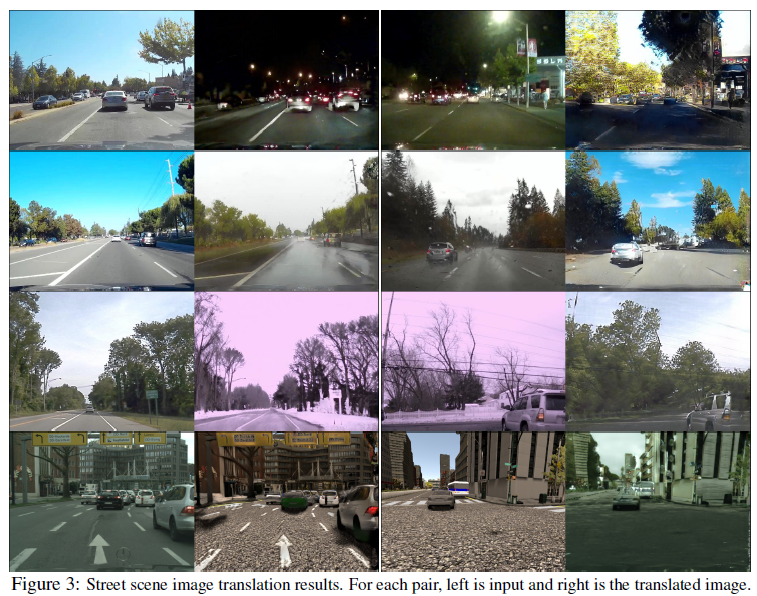 Figure 3: Street scene image translation results. For each pair, left is input and right is the translated image.